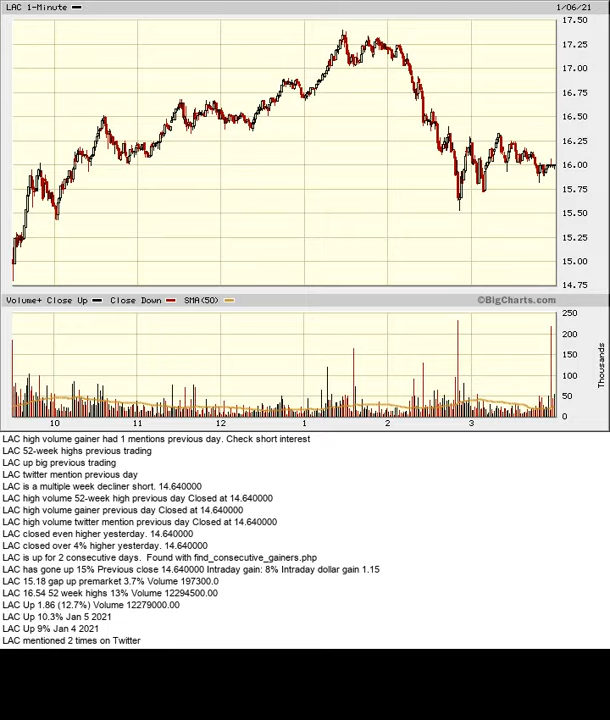 LAC 1-Minute 1/06/21
17.50
17.25
17.00
16.75
16.50
16.25
16.00
15.75
15.50
15.25
15.00
14.75
10 11 12 1 2 3
Volume+ Close Up Close Down SMA(50) ©BigCharts.com
250
200
150
100
50
0
Thousands
10 11 12 1 2 3
LAC high volume gainer had 1 mentions previous day. Check short interest
LAC 52-week highs previous trading
LAC up big previous trading
LAC twitter mention previous day
LAC is a multiple week decliner short. 14.640000
LAC high volume 52-week high previous day Closed at 14.640000
LAC high volume gainer previous day Closed at 14.640000
LAC high volume twitter mention previous day Closed at 14.640000
LAC closed even higher yesterday. 14.640000
LAC closed over 4% higher yesterday. 14.640000
LAC is up for 2 consecutive days.  Found with find_consecutive_gainers.php
LAC has gone up 15% Previous close 14.640000 Intraday gain: 8% Intraday dollar gain 1.15
LAC 15.18 gap up premarket 3.7% Volume 197300.0
LAC 16.54 52 week highs 13% Volume 12294500.00
LAC Up 1.86 (12.7%) Volume 12279000.00
LAC Up 10.3% Jan 5 2021
LAC Up 9% Jan 4 2021
LAC mentioned 2 times on Twitter